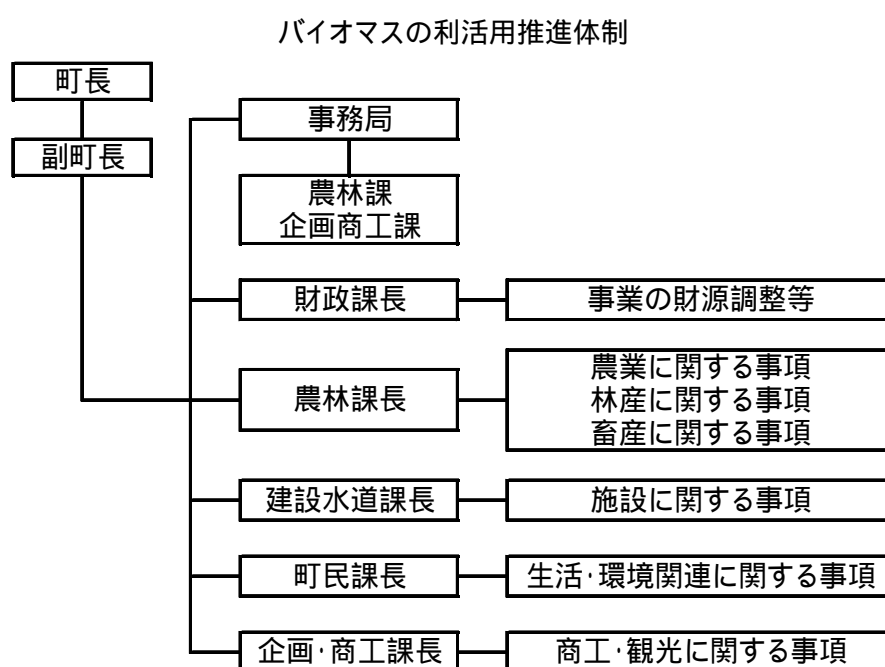 バイオマスの利活用推進体制
町長
副町長
事務局
農林課
企画商工課
財政課長
事業の財源調整等
農林課長
農業に関する事項
林産に関する事項
畜産に関する事項
建設水道課長
施設に関する事項
町民課長
生活・環境関連に関する事項
企画・商工課長
商工・観光に関する事項